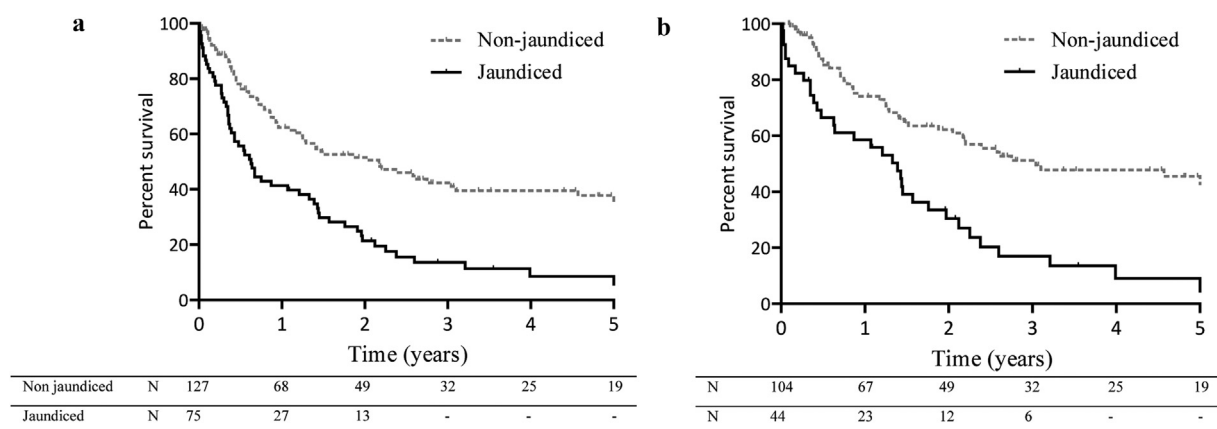 a
100
80
60
40
20
0
Percent survival
Non-jaundiced
Jaundiced
0 1 2 3 4 5
Time (years)
Non jaundiced N 127 68 49 32 25 19
Jaundiced N 75 27 13 - - -
b
100
80
60
40
20
0
Percent survival
Non-jaundiced
Jaundiced
0 1 2 3 4 5
Time (years)
N 104 67 49 32 25 19
N 44 23 12 6 - -